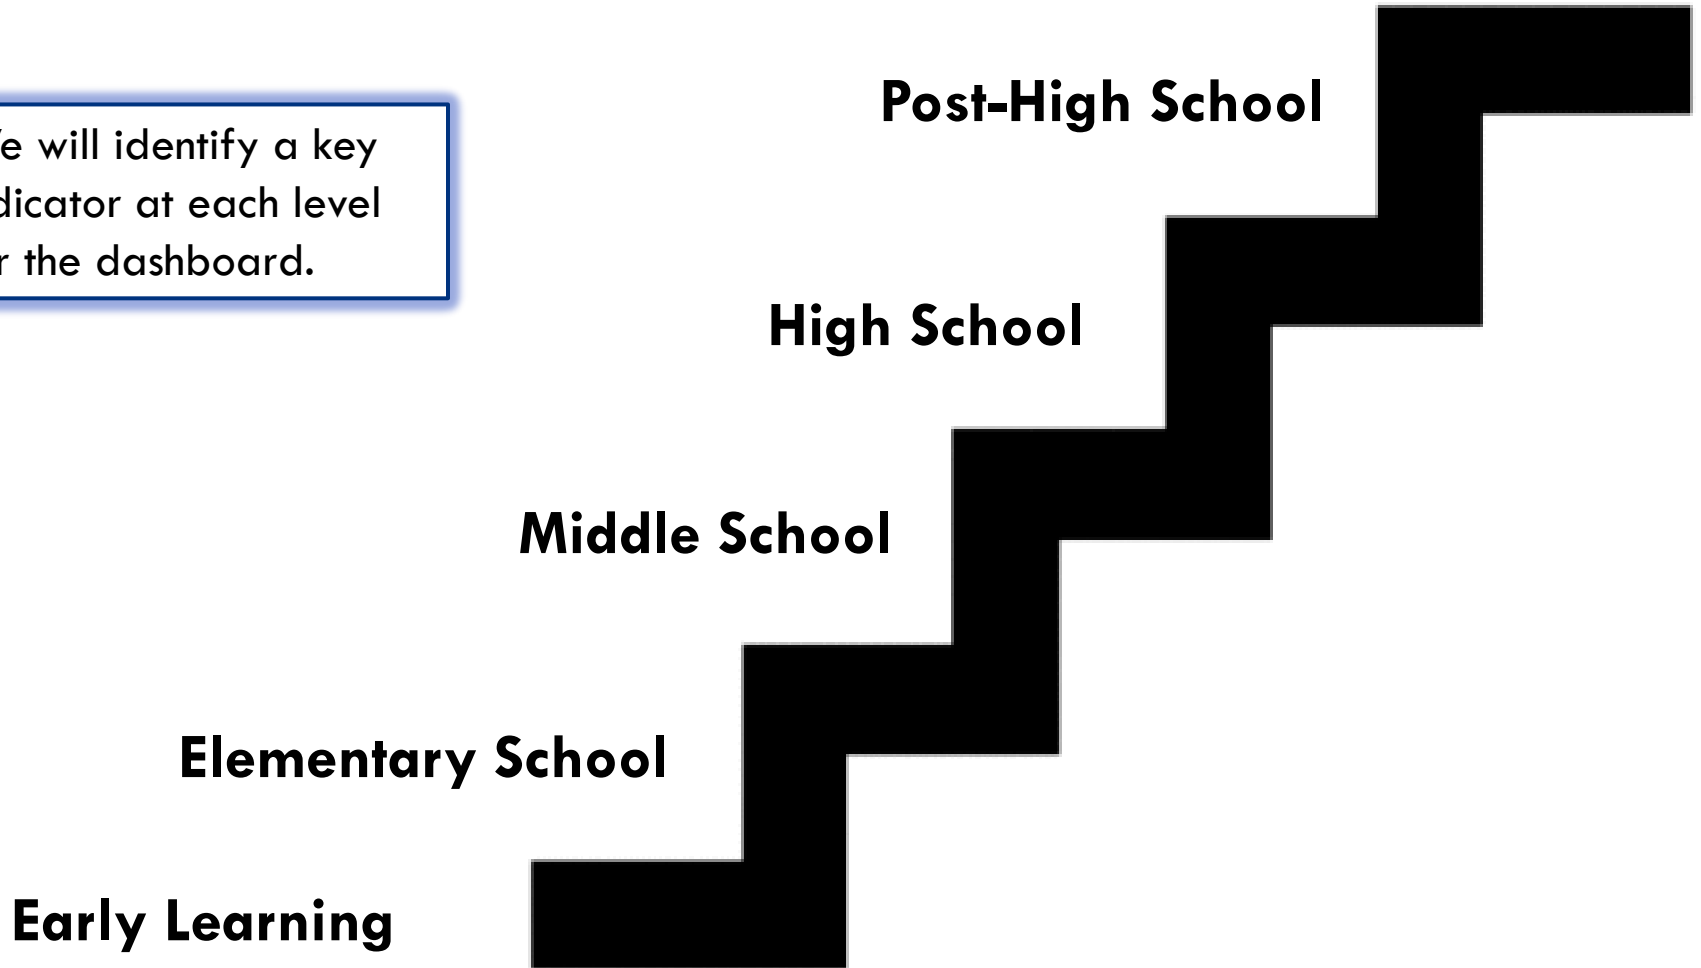 Post-High School
e will identify a key
dicator at each level
r the dashboard.
High School
Middle School
Elementary School
Early Learning